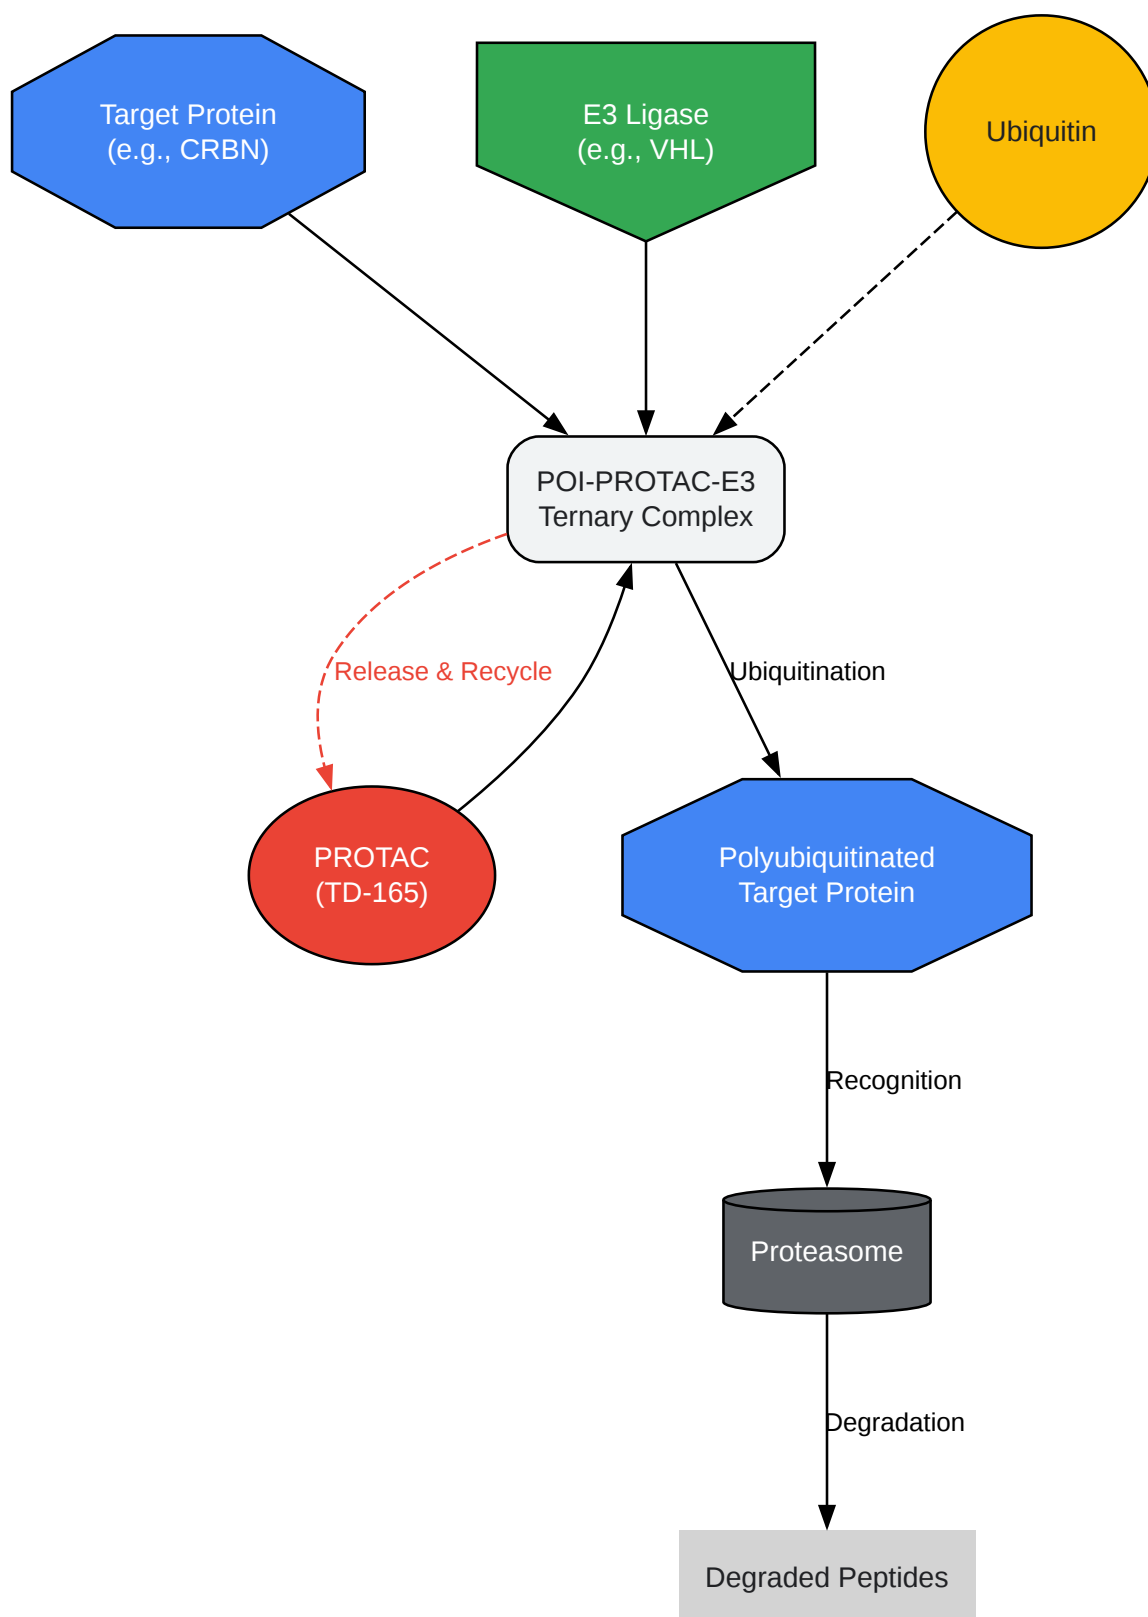 Target Protein
(e.g., CRBN)
E3 Ligase
(e.g., VHL)
Ubiquitin
POI-PROTAC-E3
Ternary Complex
Release & Recycle
Ubiquitination
PROTAC
(TD-165)
Polyubiquitinated
Target Protein
Recognition
Proteasome
Degradation
Degraded Peptides